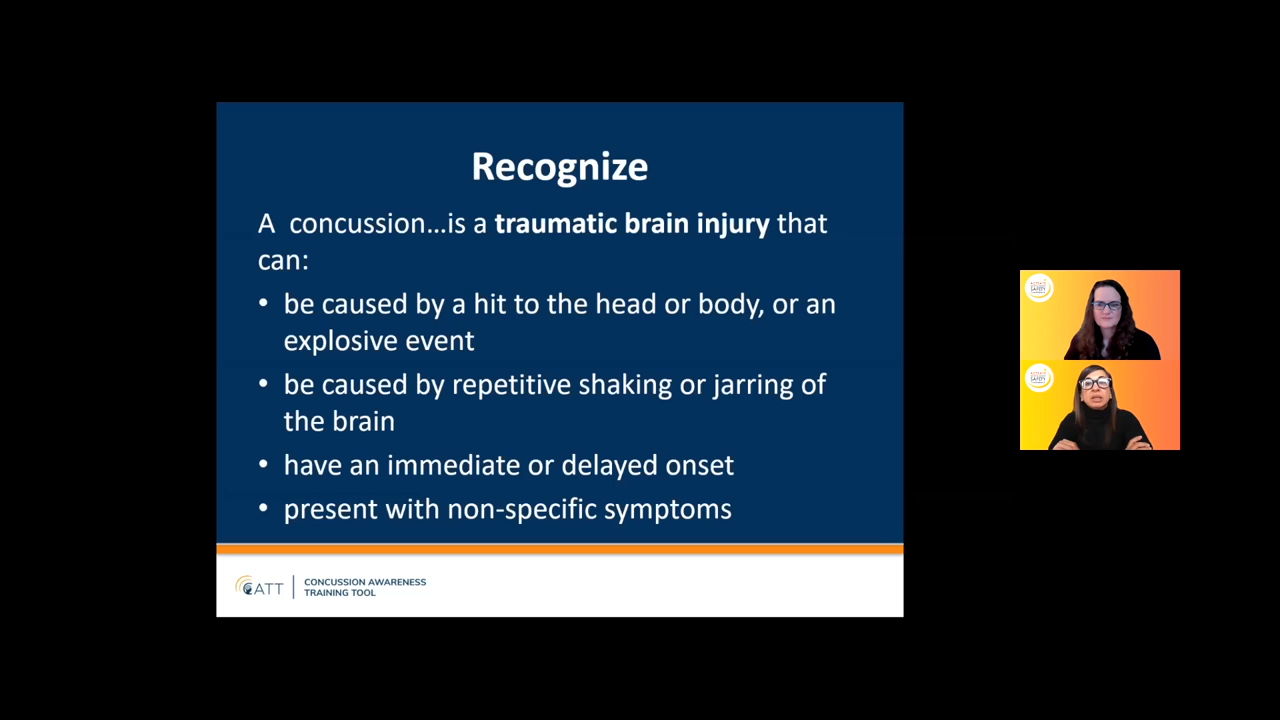 Recognize
A  concussion...is a traumatic brain injury that
can:
• be caused by a hit to the head or body, or an
explosive event
• be caused by repetitive shaking or jarring of
the brain
• have an immediate or delayed onset
• present with non-specific symptoms
CATT
CONCUSSION AWARENESS
TRAINING TOOL
SAFETY
SAFETY